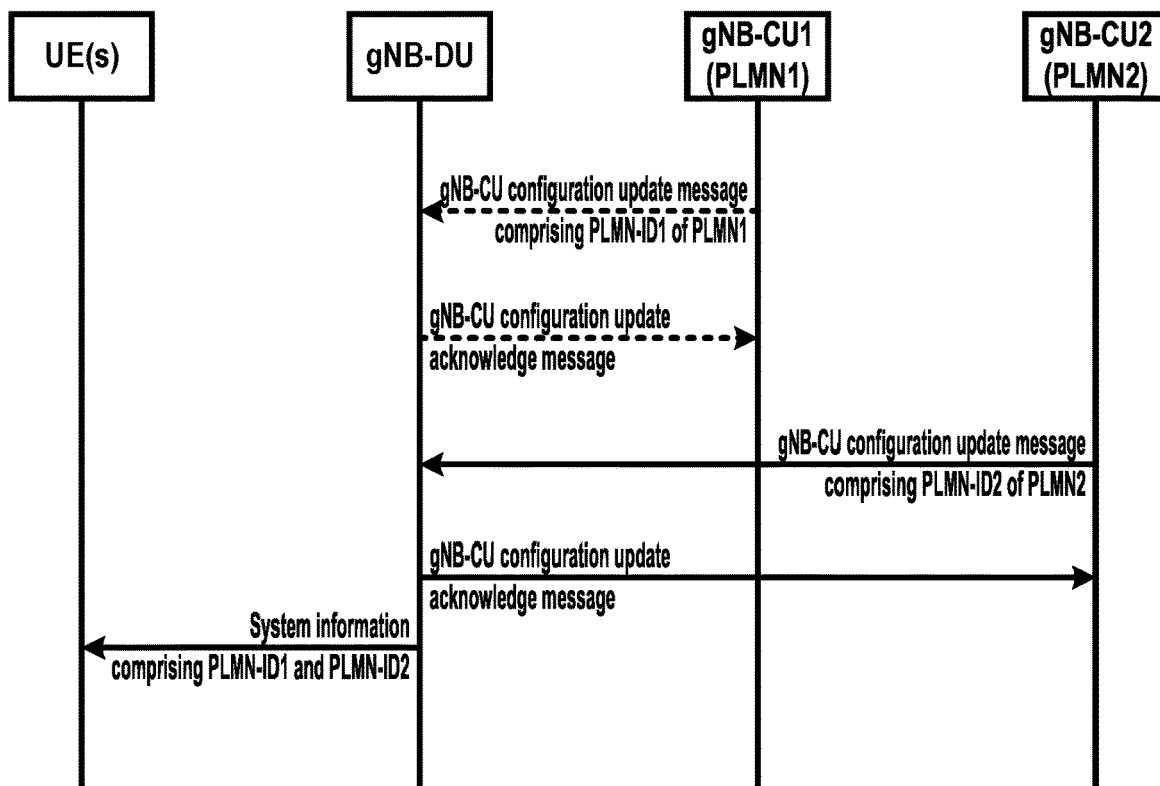 UE(s)
gNB-DU
gNB-CU1
(PLMN1)
gNB-CU2
(PLMN2)
gNB-CU configuration update message
comprising PLMN-ID1 of PLMN1
gNB-CU configuration update
acknowledge message
gNB-CU configuration update message
comprising PLMN-ID2 of PLMN2
gNB-CU configuration update
acknowledge message
System information
comprising PLMN-ID1 and PLMN-ID2